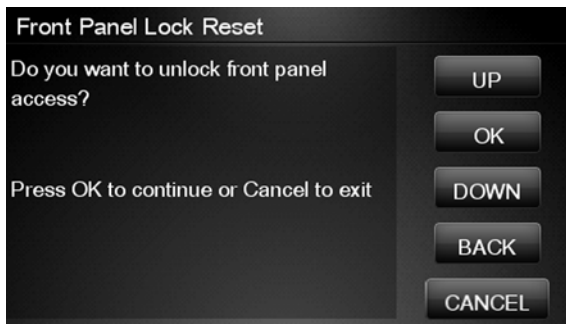 Front Panel Lock Reset
Do you want to unlock front panel
access?
Press OK to continue or Cancel to exit
UP
OK
DOWN
BACK
CANCEL